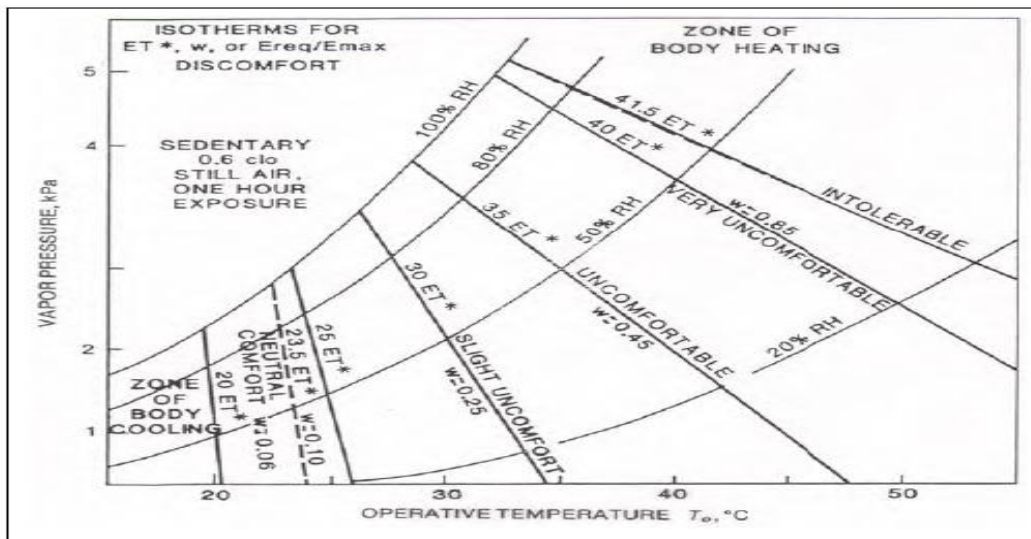 ISOTHERMS FOR
ET*, w, or Ereq/Emax
DISCOMFORT
ZONE OF
BODY HEATING
SEDENTARY
0.6 clo
STILL AIR,
ONE HOUR
EXPOSURE
100% RH
80% RH
50% RH
20% RH
41.5 ET*
INTOLERABLE
40 ET*
w=0.85
VERY UNCOMFORTABLE
35 ET*
UNCOMFORTABLE
w=0.45
30 ET*
SLIGHT UNCOMFORT
w=0.25
25 ET*
23.5 ET* w=0.10
NEUTRAL
COMFORT w=0.06
20 ET*
ZONE
OF
BODY
COOLING
VAPOR PRESSURE, kPa
5
4
2
1
20
30
40
50
OPERATIVE TEMPERATURE To, °C